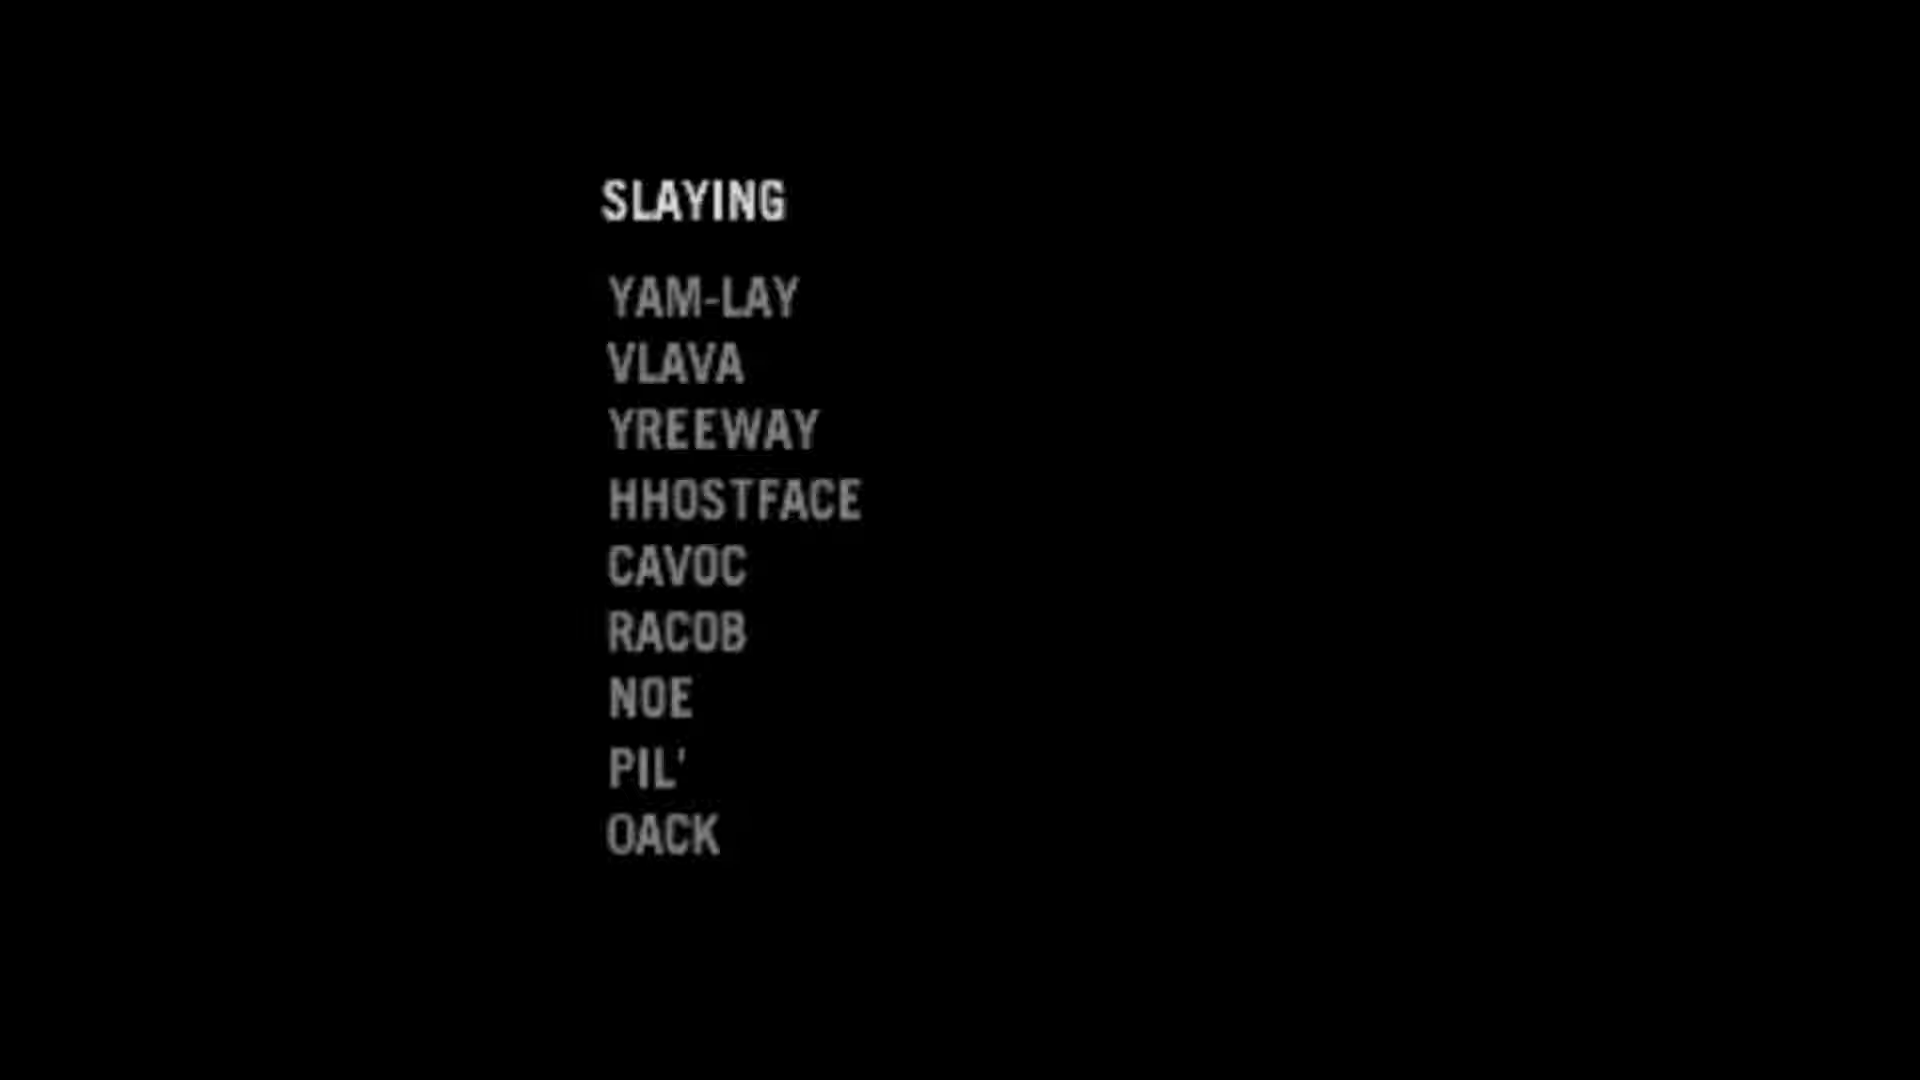 SLAYING
YAM-LAY
VLAVA
YREEWAY
HHOSTFACE
CAVOC
RACOB
NOE
PIL'
OACK